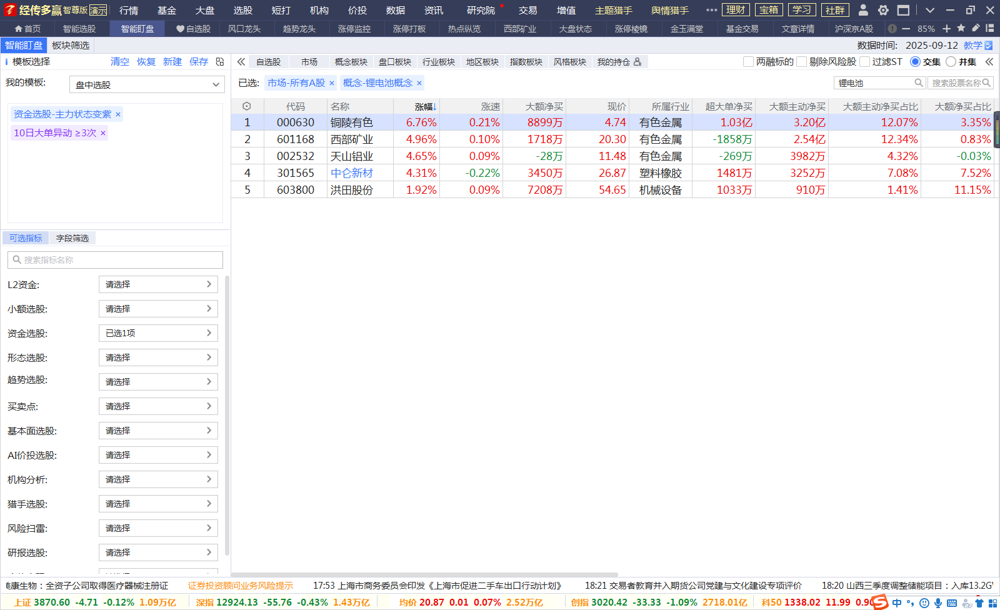 经传多赢 智尊版 演示 行情 基金 大盘 选股 短打 机构 价投 数据 资讯 研究院 交易 增值 主题猎手 舆情猎手 理财 宝箱 学习 社群
首页 智能选股 智能盯盘 自选股 风口龙头 趋势龙头 涨停监控 涨停打板 热点纵览 西部矿业 大盘状态 涨停棱镜 金玉满堂 基金交易 文章详情 沪深京A股 85%
智能盯盘 板块筛选 数据时间: 2025-09-12 教学
模板选择 清空 恢复 新建 保存 自选股 市场 概念板块 盘口板块 行业板块 地区板块 指数板块 风格板块 我的持仓 两融标的 剔除风险股 过滤ST 交集 并集
我的模板: 盘中选股 已选: 市场-所有A股 × 概念-锂电池概念 × 锂电池 搜索股票名称
资金选股-主力状态变紫 ×
10日大单异动 ≥3次 ×
代码 名称 涨幅↓ 涨速 大额净买 现价 所属行业 超大单净买 大额主动净买 大额主动净买占比 大额净买占比
1 000630 铜陵有色 6.76% 0.21% 8899万 4.74 有色金属 1.03亿 3.20亿 12.07% 3.35%
2 601168 西部矿业 4.96% 0.10% 1718万 20.30 有色金属 -1858万 2.54亿 12.34% 0.83%
3 002532 天山铝业 4.65% 0.09% -28万 11.48 有色金属 -269万 3982万 4.32% -0.03%
4 301565 中仑新材 4.31% -0.22% 3450万 26.87 塑料橡胶 1481万 3252万 7.08% 7.52%
5 603800 洪田股份 1.92% 0.09% 7208万 54.65 机械设备 1033万 910万 1.41% 11.15%
可选指标 字段筛选
搜索指标名称
L2资金: 请选择
小额选股: 请选择
资金选股: 已选1项
形态选股: 请选择
趋势选股: 请选择
买卖点: 请选择
基本面选股: 请选择
AI价投选股: 请选择
机构分析: 请选择
猎手选股: 请选择
风险扫雷: 请选择
研报选股: 请选择
康生物：全资子公司取得医疗器械注册证 证券投资顾问业务风险提示 17:53 上海市商务委员会印发《上海市促进二手车出口行动计划》 18:21 交易者教育并入期货公司党建与文化建设专项评价 18:20 山西三季度调整储能项目：入库13.2G
上证 3870.60 -4.71 -0.12% 1.09万亿 深指 12924.13 -55.76 -0.43% 1.43万亿 均价 20.87 0.01 0.07% 2.52万亿 创指 3020.42 -33.33 -1.09% 2718.01亿 科50 1338.02 11.99 0.90 中